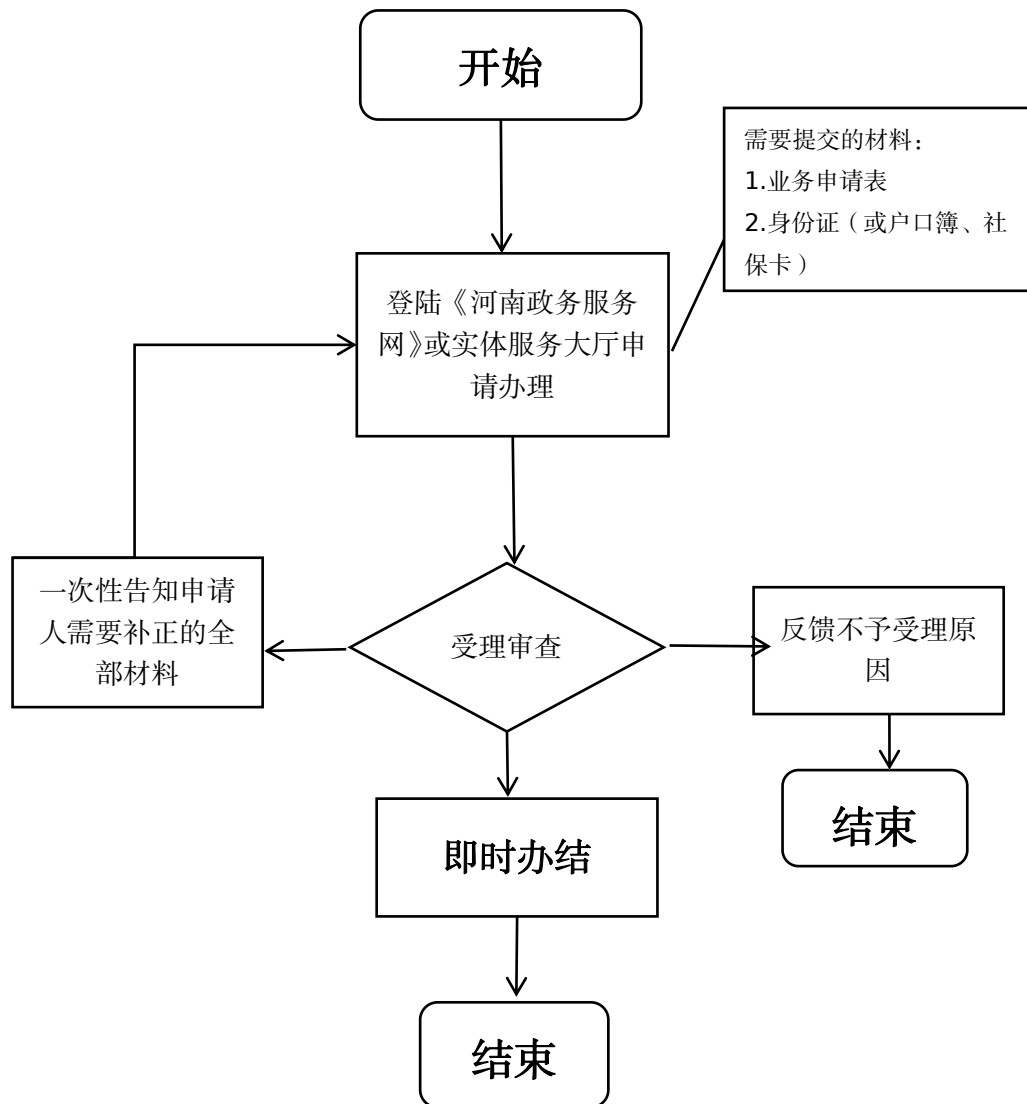 开始
需要提交的材料：
1.业务申请表
2.身份证（或户口簿、社
保卡）
登陆《河南政务服务
网》或实体服务大厅申
请办理
一次性告知申请
人需要补正的全
部材料
受理审查
反馈不予受理原
因
结束
即时办结
结束